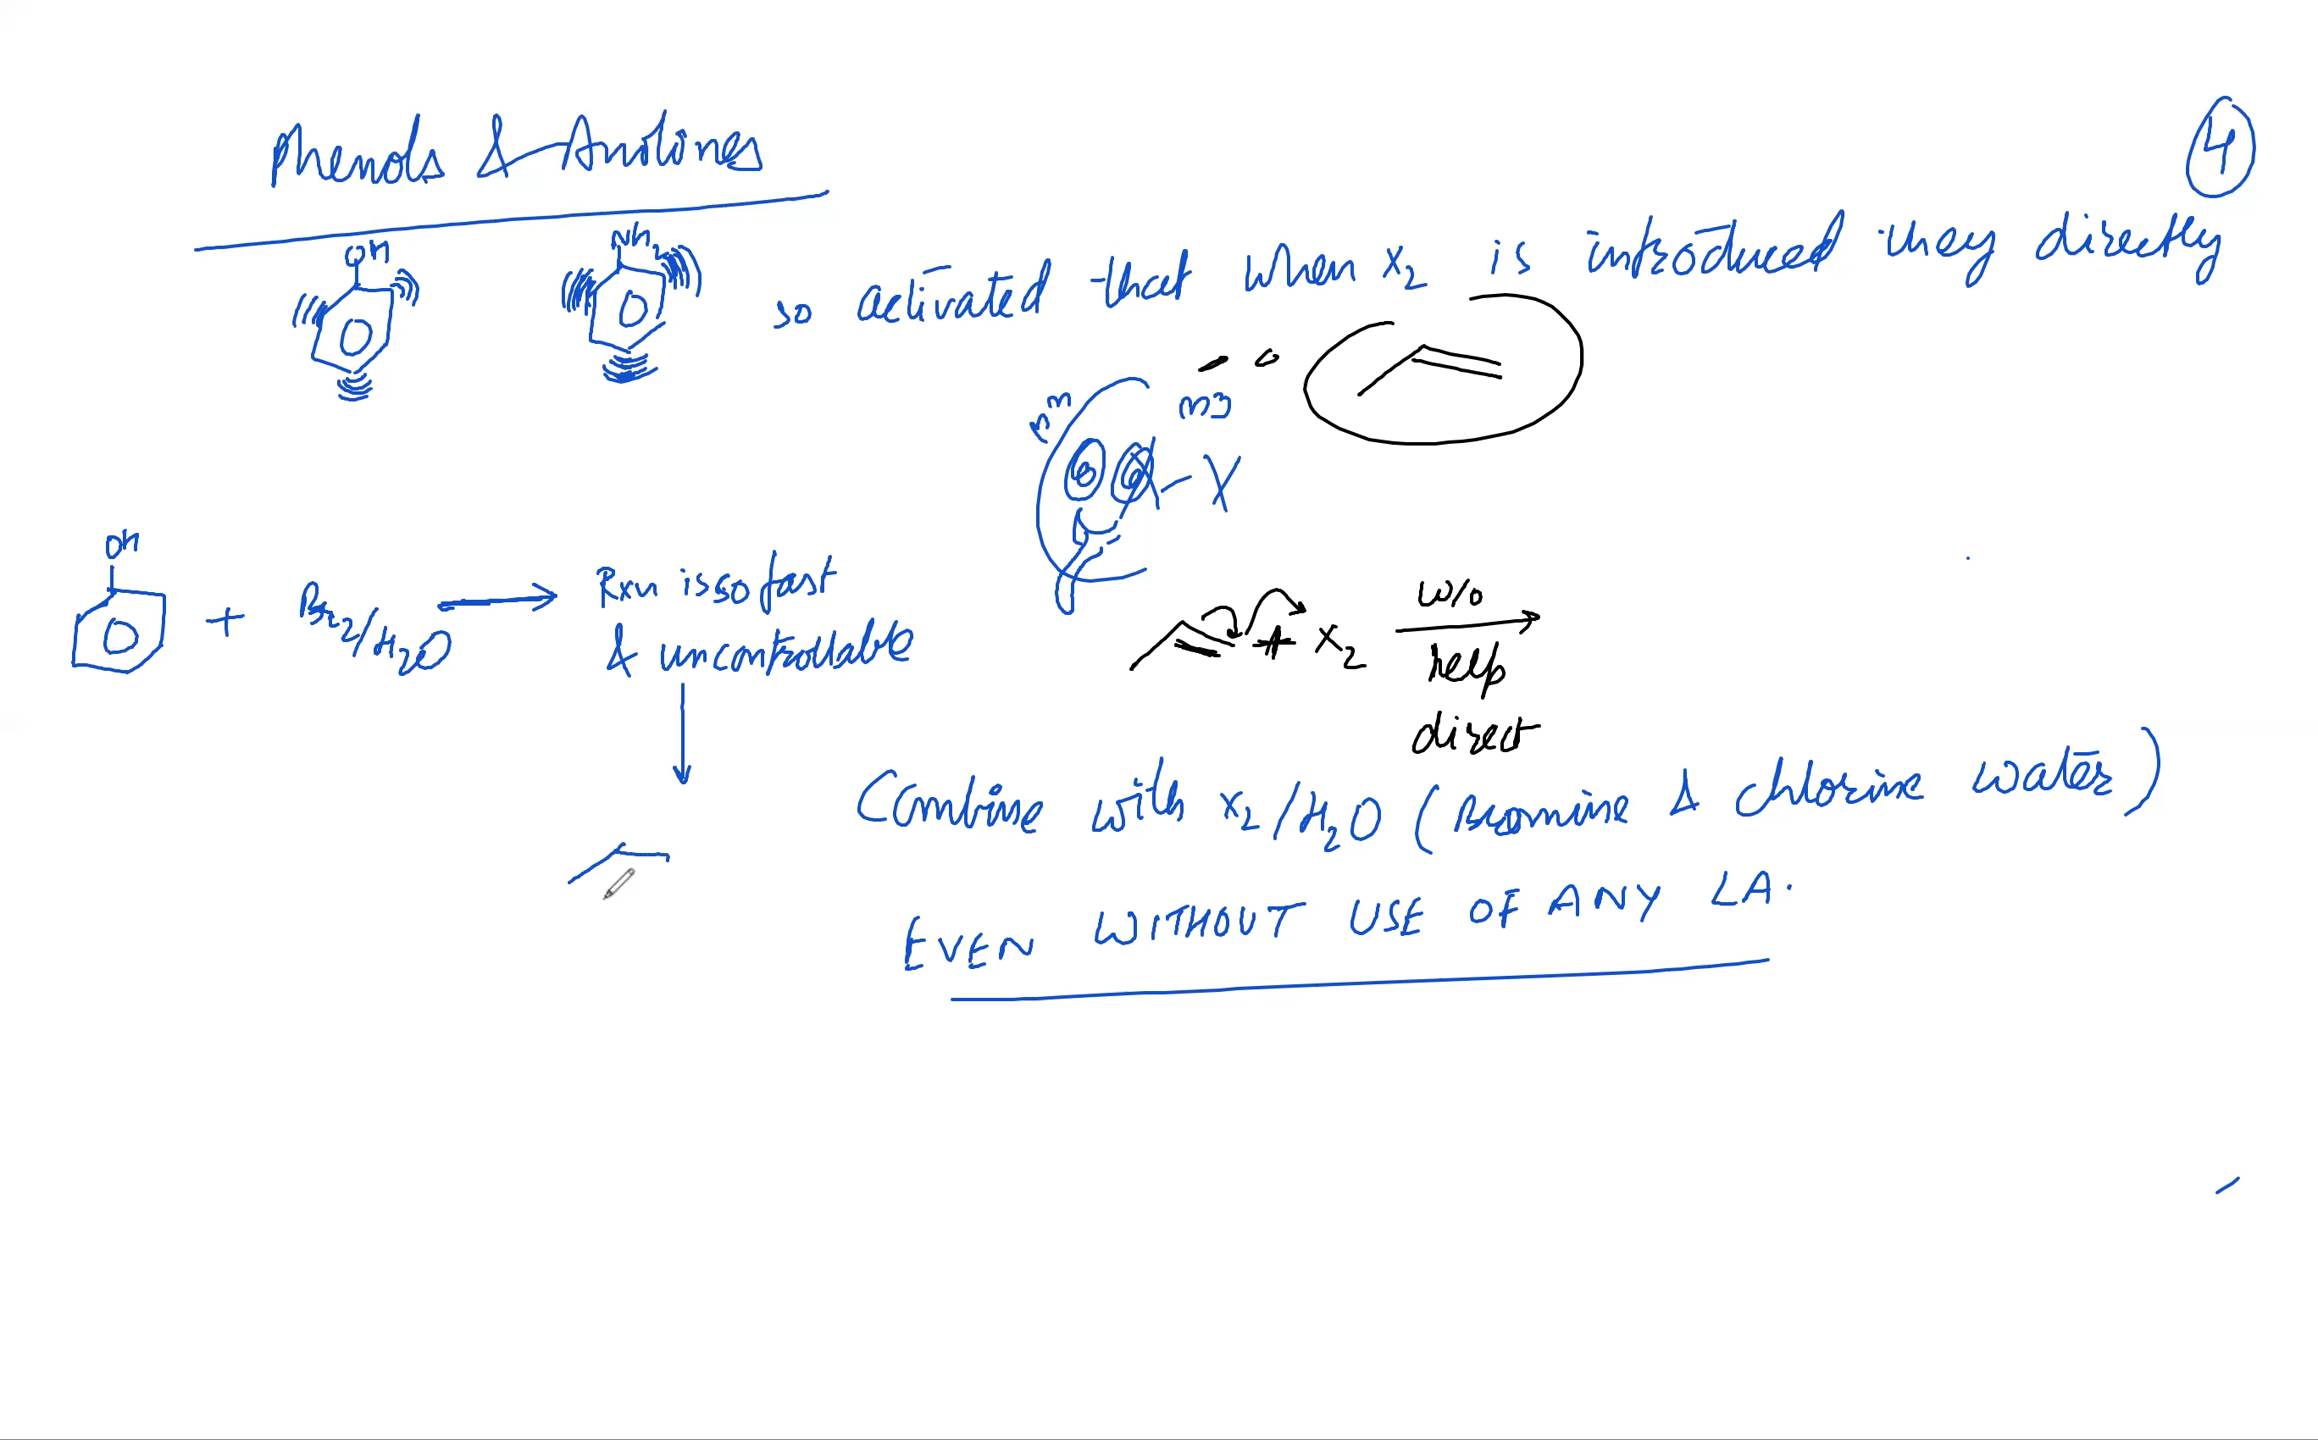 Phenols & Anilines
4
OH
NH2
so activated that when X2 is introduced they directly
X-X
OH
+ Br2/H2O
Rxn is so fast
& uncontrollable
+ X2
w/o
help
direct
Combine with X2/H2O (Bromine & chlorine water)
EVEN WITHOUT USE OF ANY LA.